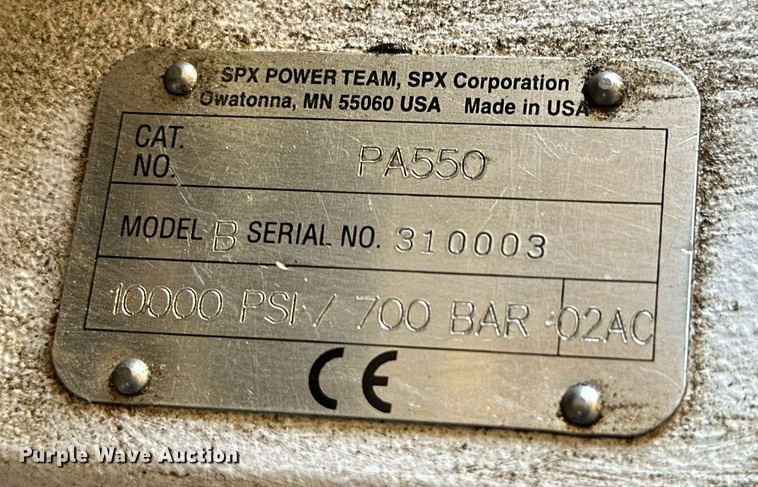 SPX POWER TEAM, SPX Corporation
Owatonna, MN 55060 USA Made in USA
CAT.
NO. PA550
MODEL B SERIAL NO. 310003
10000 PSI / 700 BAR 02AC
CE
Purple Wave Auction